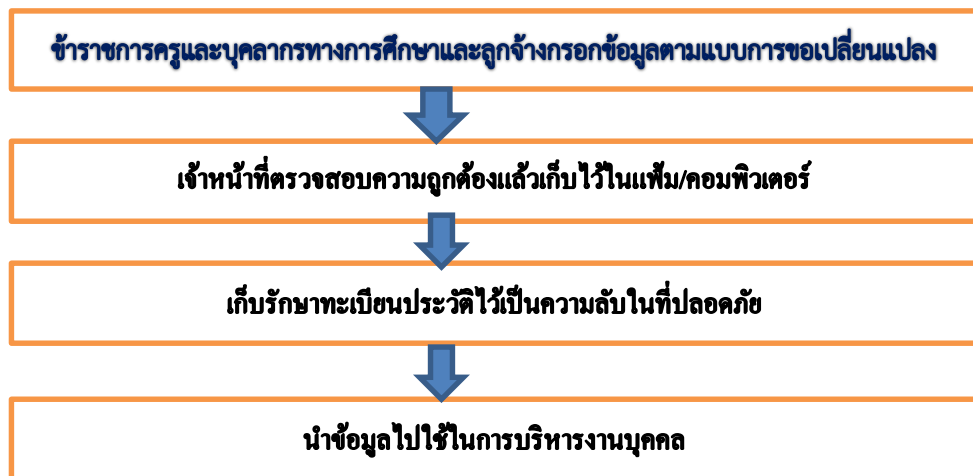 ข้าราชการครูและบุคลากรทางการศึกษาและลูกจ้างกรอกข้อมูลตามแบบการขอเปลี่ยนแปลง
เจ้าหน้าที่ตรวจสอบความถูกต้องแล้วเก็บไว้ในแฟ้ม/คอมพิวเตอร์
เก็บรักษาทะเบียนประวัติไว้เป็นความลับในที่ปลอดภัย
นำข้อมูลไปใช้ในการบริหารงานบุคคล